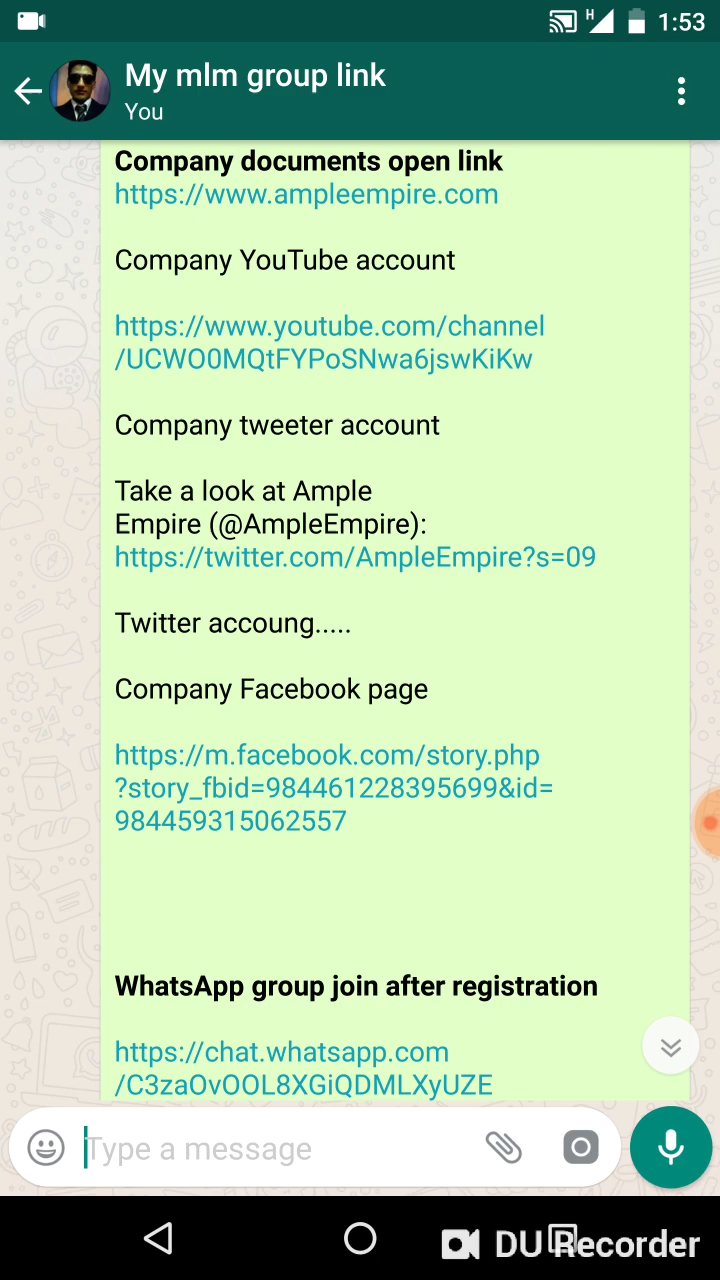 H 1:53
My mlm group link
You
Company documents open link
https://www.ampleempire.com
Company YouTube account
https://www.youtube.com/channel
/UCWO0MQtFYPoSNwa6jswKiKw
Company tweeter account
Take a look at Ample
Empire (@AmpleEmpire):
https://twitter.com/AmpleEmpire?s=09
Twitter accoung.....
Company Facebook page
https://m.facebook.com/story.php
?story_fbid=984461228395699&id=
984459315062557
WhatsApp group join after registration
https://chat.whatsapp.com
/C3zaOvOOL8XGiQDMLXyUZE
Type a message
DU Recorder